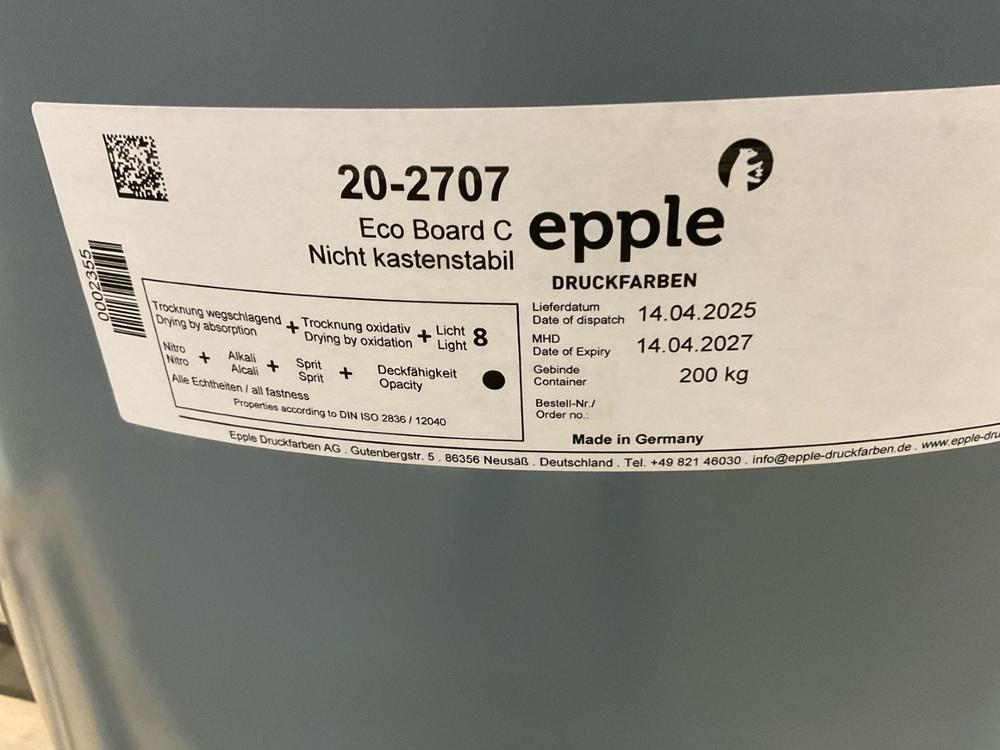 20-2707
Eco Board C
Nicht kastenstabil
epple
DRUCKFARBEN
0002355
Trocknung wegschlagend + Trocknung oxidativ + Licht 8
Drying by absorption Drying by oxidation Light
Nitro + Alkali + Sprit + Deckfähigkeit
Nitro Alcali Sprit Opacity
Alle Echtheiten / all fastness
Properties according to DIN ISO 2836 / 12040
Lieferdatum
Date of dispatch 14.04.2025
MHD
Date of Expiry 14.04.2027
Gebinde
Container 200 kg
Bestell-Nr./
Order no.:
Made in Germany
Epple Druckfarben AG . Gutenbergstr. 5 . 86356 Neusäß . Deutschland . Tel. +49 821 46030 . info@epple-druckfarben.de . www.epple-dru